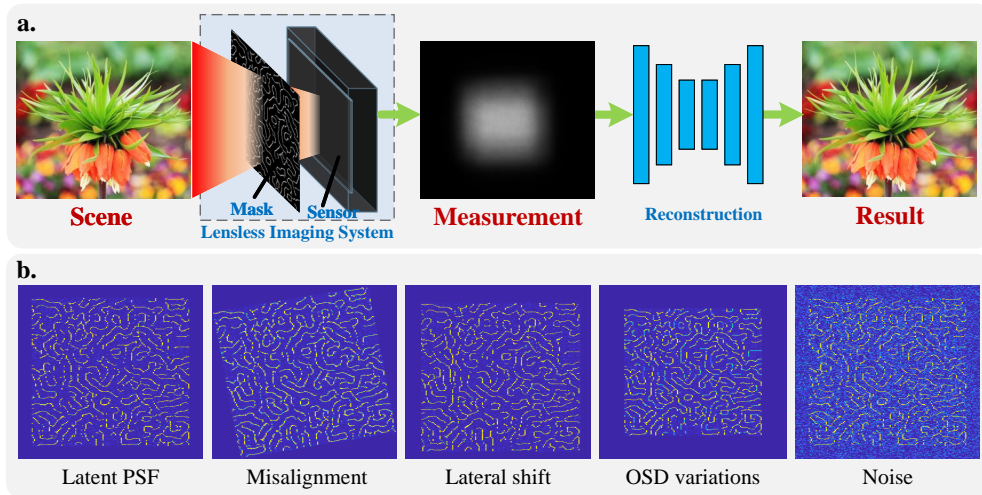 a.
Mask
Sensor
Lensless Imaging System
Scene
Measurement
Reconstruction
Result
b.
Latent PSF
Misalignment
Lateral shift
OSD variations
Noise